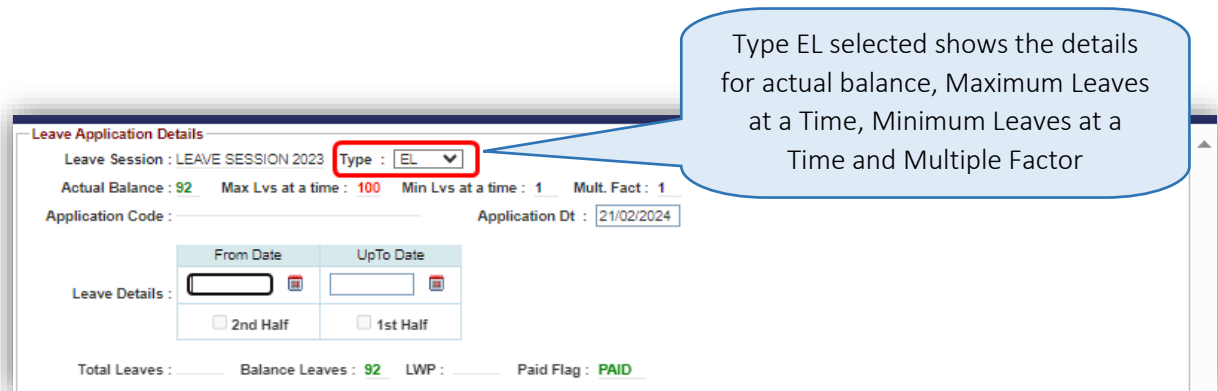 Type EL selected shows the details
for actual balance, Maximum Leaves
at a Time, Minimum Leaves at a
Time and Multiple Factor
Leave Application Details
Leave Session : LEAVE SESSION 2023 Type : EL
Actual Balance : 92 Max Lvs at a time : 100 Min Lvs at a time : 1 Mult. Fact : 1
Application Code : Application Dt : 21/02/2024
From Date UpTo Date
Leave Details :
2nd Half 1st Half
Total Leaves : Balance Leaves : 92 LWP : Paid Flag : PAID